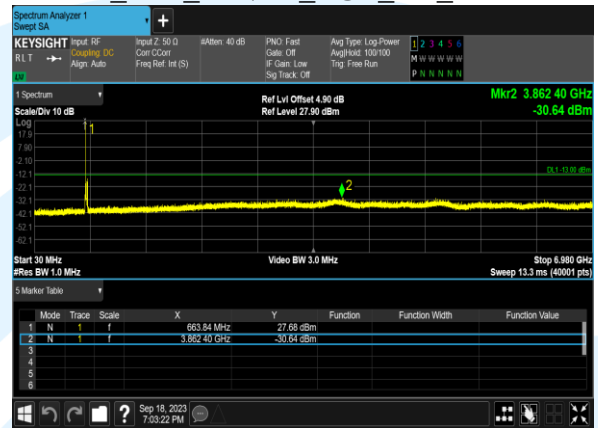 Spectrum Analyzer 1
Swept SA
KEYSIGHT Input: RF Input Z: 50 Ω #Atten: 40 dB PNO: Fast Avg Type: Log-Power 1 2 3 4 5 6
RLT Coupling: DC Corr CCorr Gate: Off Avg|Hold: 100/100 M W W W W W
Align: Auto Freq Ref: Int (S) IF Gain: Low Trig: Free Run
Sig Track: Off P N N N N N
1 Spectrum
Ref Lvl Offset 4.90 dB Mkr2 3.862 40 GHz
Scale/Div 10 dB Ref Level 27.90 dBm -30.64 dBm
Log
1
17.9
7.90
-2.10
DL1 -13.00 dBm
-12.1
2
-22.1
-32.1
-42.1
-52.1
-62.1
Start 30 MHz Video BW 3.0 MHz Stop 6.980 GHz
#Res BW 1.0 MHz Sweep 13.3 ms (40001 pts)
5 Marker Table
Mode Trace Scale X Y Function Function Width Function Value
1 N 1 f 663.84 MHz 27.68 dBm
2 N 1 f 3.862 40 GHz -30.64 dBm
3
4
5
6
? Sep 18, 2023
7:03:22 PM